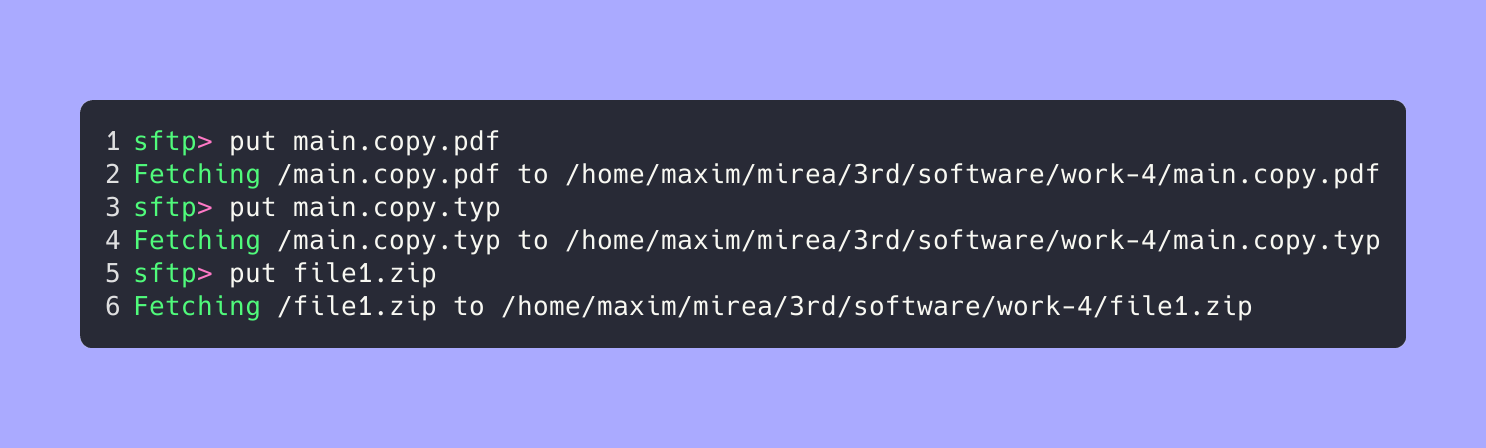 1 sftp> put main.copy.pdf
2 Fetching /main.copy.pdf to /home/maxim/mirea/3rd/software/work-4/main.copy.pdf
3 sftp> put main.copy.typ
4 Fetching /main.copy.typ to /home/maxim/mirea/3rd/software/work-4/main.copy.typ
5 sftp> put file1.zip
6 Fetching /file1.zip to /home/maxim/mirea/3rd/software/work-4/file1.zip